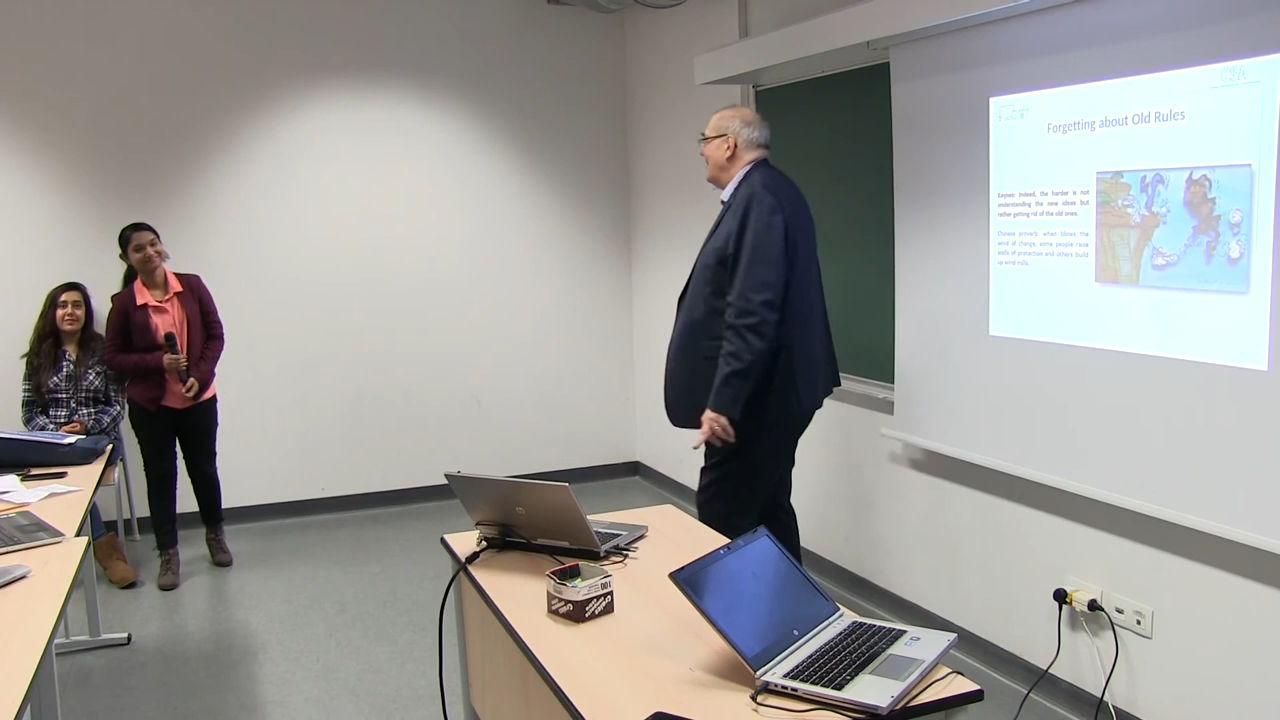 Forgetting about Old Rules
Keynes: Indeed, the harder is not
understanding the new ideas but
rather getting rid of the old ones.
Chinese proverb: when blows the
wind of change, some people raise
walls of protection and others build
up wind mills.
hp
100